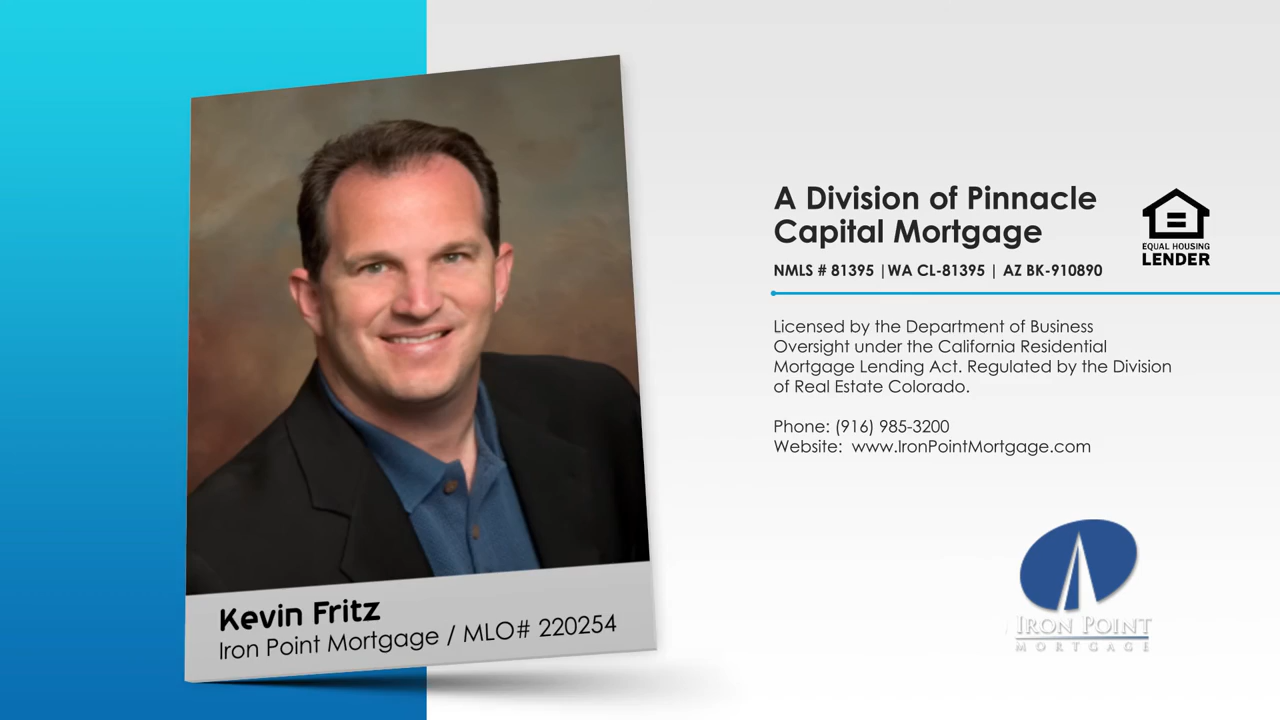 A Division of Pinnacle
Capital Mortgage
NMLS # 81395 |WA CL-81395 | AZ BK-910890
EQUAL HOUSING
LENDER
Licensed by the Department of Business
Oversight under the California Residential
Mortgage Lending Act. Regulated by the Division
of Real Estate Colorado.
Phone: (916) 985-3200
Website: www.IronPointMortgage.com
Kevin Fritz
Iron Point Mortgage / MLO# 220254
IRON POINT
MORTGAGE